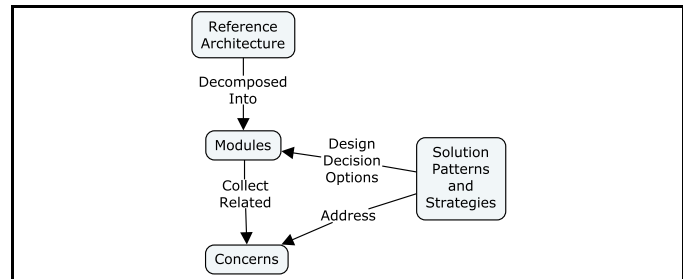 Reference
Architecture
Decomposed
Into
Modules
Design
Decision
Options
Solution
Patterns
and
Strategies
Collect
Related
Address
Concerns